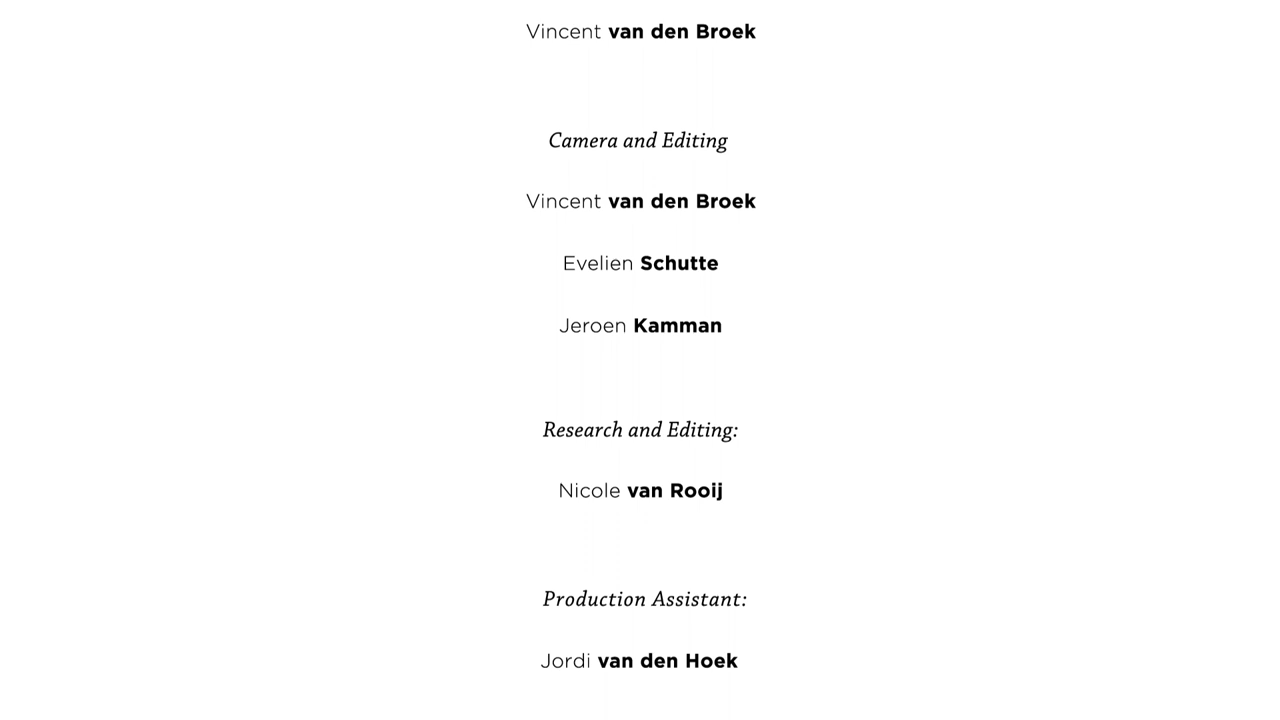 Vincent van den Broek
Camera and Editing
Vincent van den Broek
Evelien Schutte
Jeroen Kamman
Research and Editing:
Nicole van Rooij
Production Assistant:
Jordi van den Hoek